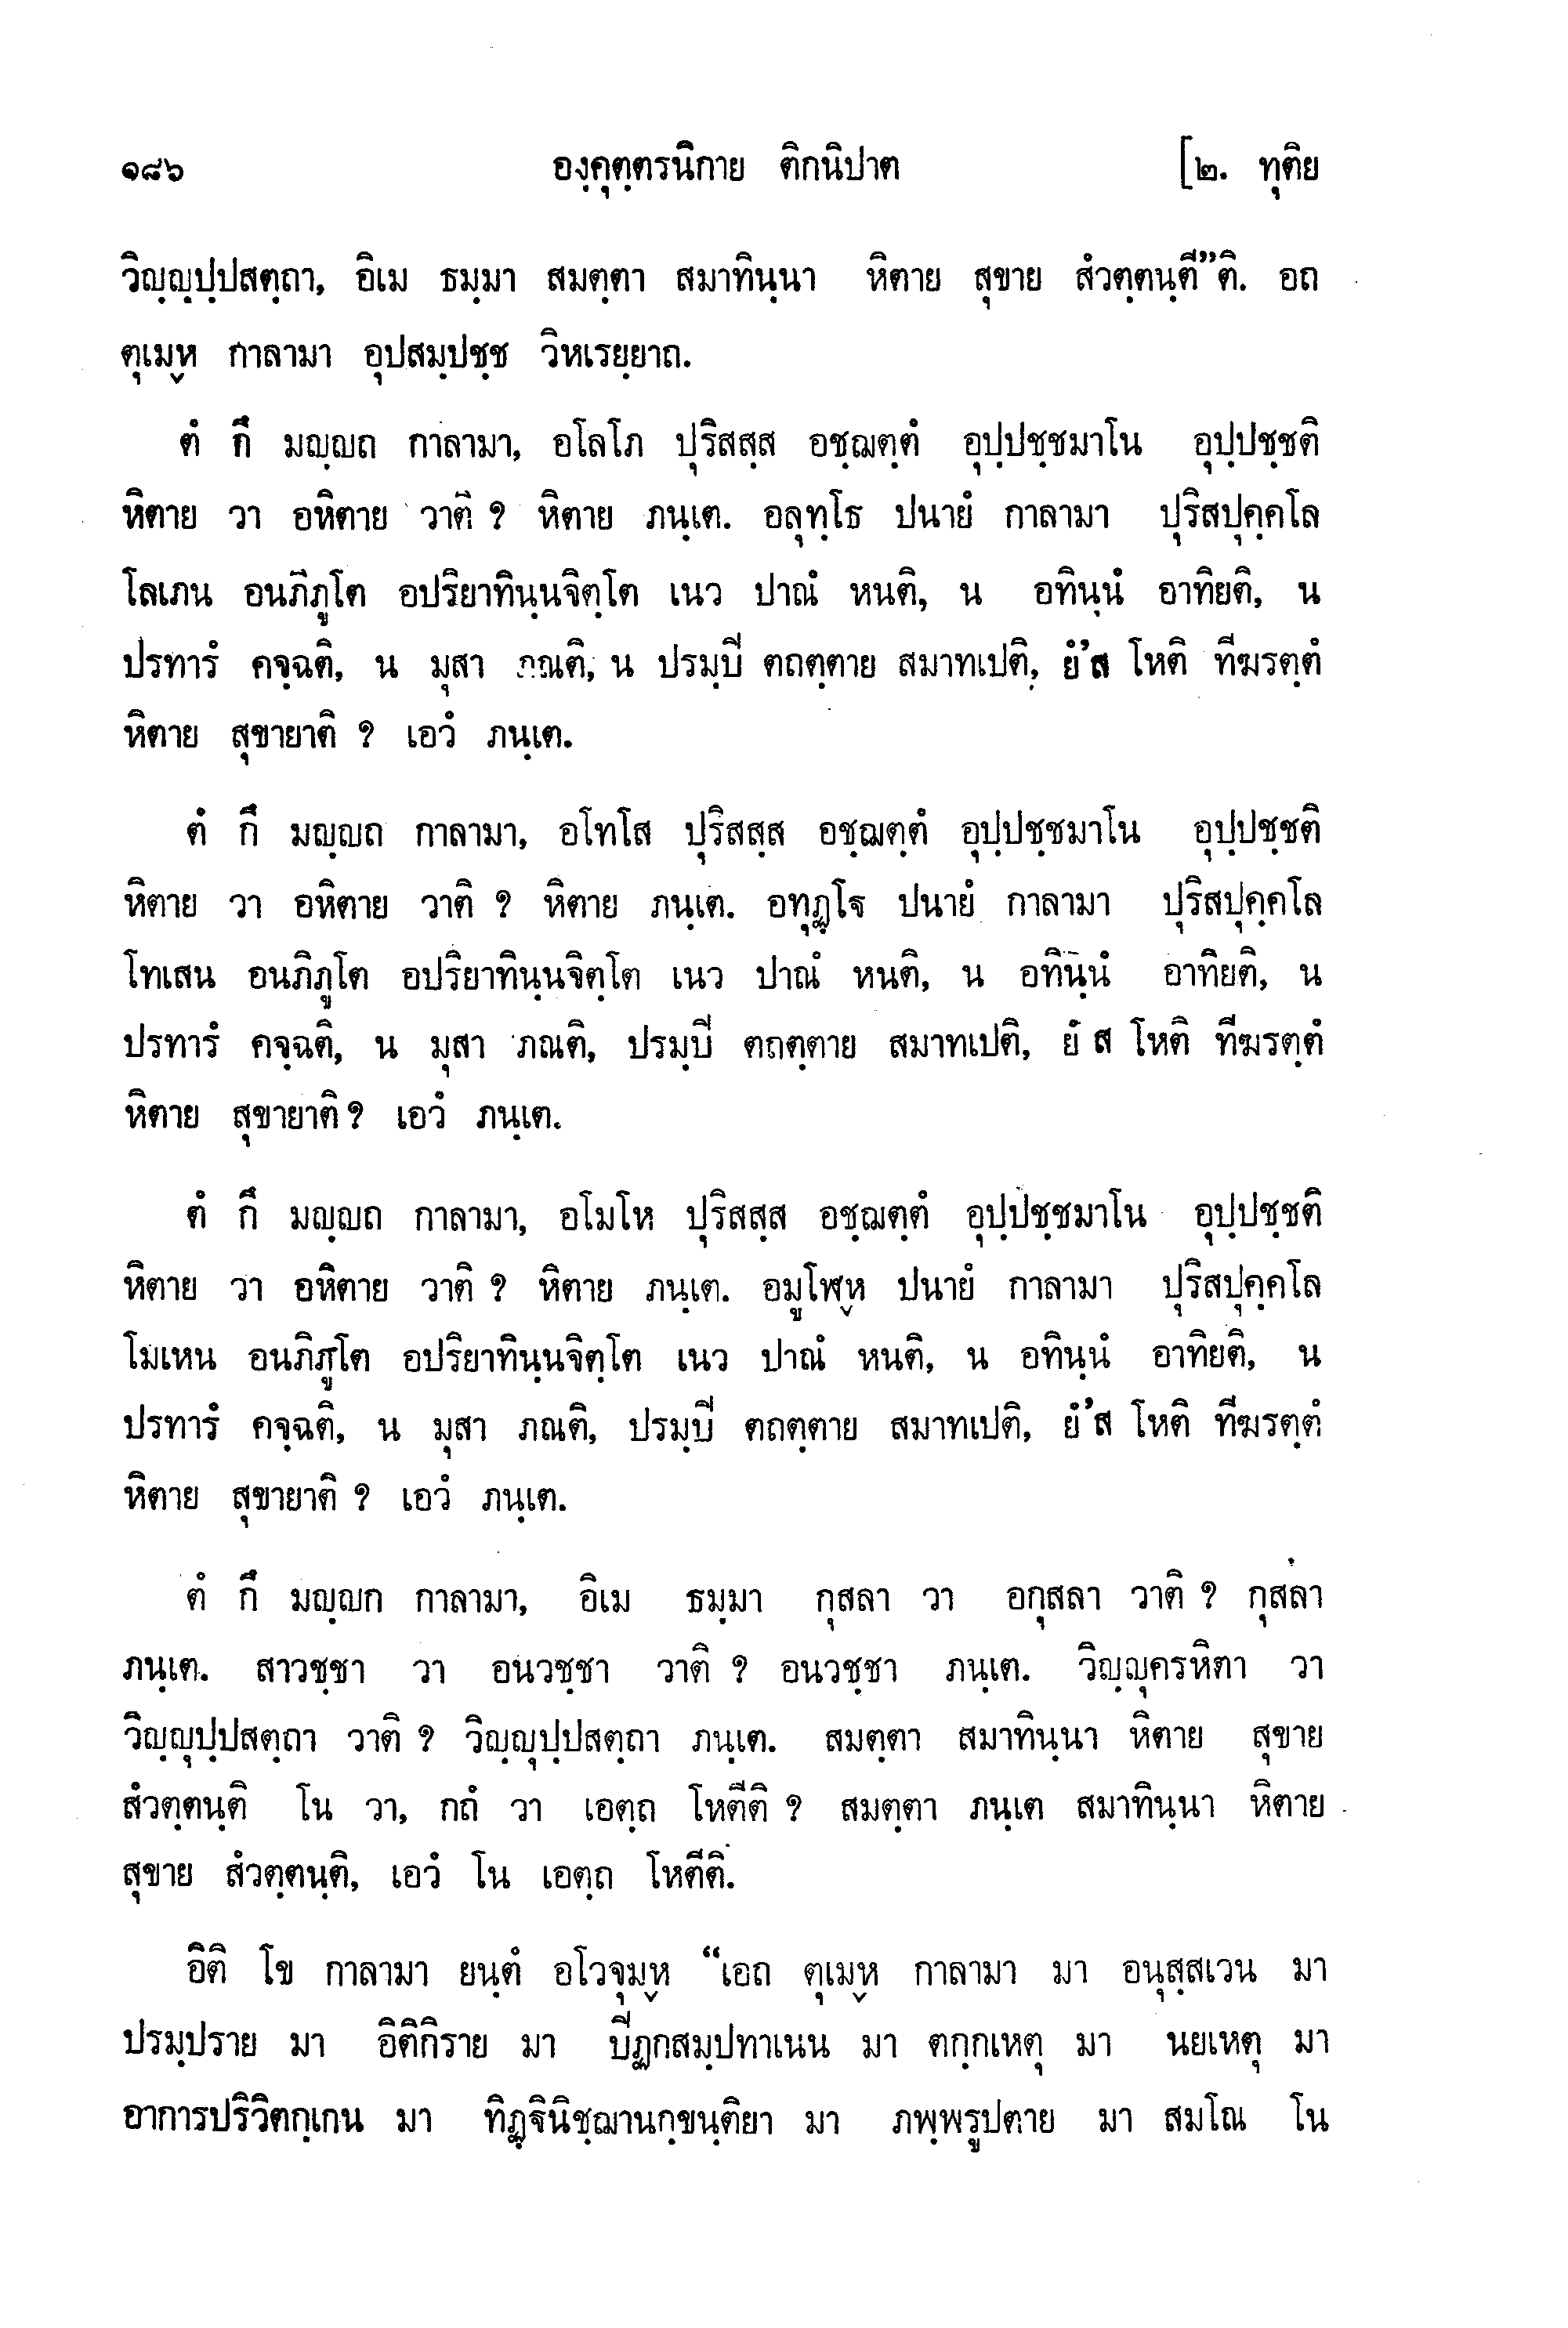 ๑๘๖ องฺคุตฺตรนิกาย ติกนิปาต [๒. ทุติย
วิญฺญุปฺปสตฺถา, อิเม ธมฺมา สมตฺตา สมาทินฺนา หิตาย สุขาย สํวตฺตนฺตี”ติ. อถ
ตุเมฺห กาลามา อุปสมฺปชฺช วิหเรยฺยาถ.
ตํ กึ มญฺญถ กาลามา, อโลโภ ปุริสสฺส อชฺฌตฺตํ อุปฺปชฺชมาโน อุปฺปชฺชติ
หิตาย วา อหิตาย วาติ ? หิตาย ภนฺเต. อลุทฺโธ ปนายํ กาลามา ปุริสปุคฺคโล
โลเภน อนภิภูโต อปริยาทินฺนจิตฺโต เนว ปาณํ หนติ, น อทินฺนํ อาทิยติ, น
ปรทารํ คจฺฉติ, น มุสา ภณติ, น ปรมฺปี ตถตฺตาย สมาทเปติ, ยํ’ส โหติ ทีฆรตฺตํ
หิตาย สุขายาติ ? เอวํ ภนฺเต.
ตํ กึ มญฺญถ กาลามา, อโทโส ปุริสสฺส อชฺฌตฺตํ อุปฺปชฺชมาโน อุปฺปชฺชติ
หิตาย วา อหิตาย วาติ ? หิตาย ภนฺเต. อทุฏฺโฐ ปนายํ กาลามา ปุริสปุคฺคโล
โทเสน อนภิภูโต อปริยาทินฺนจิตฺโต เนว ปาณํ หนติ, น อทินฺนํ อาทิยติ, น
ปรทารํ คจฺฉติ, น มุสา ภณติ, ปรมฺปี ตถตฺตาย สมาทเปติ, ยํ ส โหติ ทีฆรตฺตํ
หิตาย สุขายาติ ? เอวํ ภนฺเต.
ตํ กึ มญฺญถ กาลามา, อโมโห ปุริสสฺส อชฺฌตฺตํ อุปฺปชฺชมาโน อุปฺปชฺชติ
หิตาย วา อหิตาย วาติ ? หิตาย ภนฺเต. อมูโฬฺห ปนายํ กาลามา ปุริสปุคฺคโล
โมเหน อนภิภูโต อปริยาทินฺนจิตฺโต เนว ปาณํ หนติ, น อทินฺนํ อาทิยติ, น
ปรทารํ คจฺฉติ, น มุสา ภณติ, ปรมฺปี ตถตฺตาย สมาทเปติ, ยํ’ส โหติ ทีฆรตฺตํ
หิตาย สุขายาติ ? เอวํ ภนฺเต.
ตํ กึ มญฺญก กาลามา, อิเม ธมฺมา กุสลา วา อกุสลา วาติ ? กุสลา
ภนฺเต. สาวชฺชา วา อนวชฺชา วาติ ? อนวชฺชา ภนฺเต. วิญฺญุครหิตา วา
วิญฺญุปฺปสตฺถา วาติ ? วิญฺญุปฺปสตฺถา ภนฺเต. สมตฺตา สมาทินฺนา หิตาย สุขาย
สํวตฺตนฺติ โน วา, กถํ วา เอตฺถ โหตีติ ? สมตฺตา ภนฺเต สมาทินฺนา หิตาย
สุขาย สํวตฺตนฺติ, เอวํ โน เอตฺถ โหตีติ.
อิติ โข กาลามา ยนฺตํ อโวจุมฺห “เอถ ตุเมฺห กาลามา มา อนุสฺสเวน มา
ปรมฺปราย มา อิติกิราย มา ปีฏกสมฺปทาเนน มา ตกฺกเหตุ มา นยเหตุ มา
อาการปริวิตกฺเกน มา ทิฏฺฐินิชฺฌานกฺขนฺติยา มา ภพฺพรูปตาย มา สมโณ โน